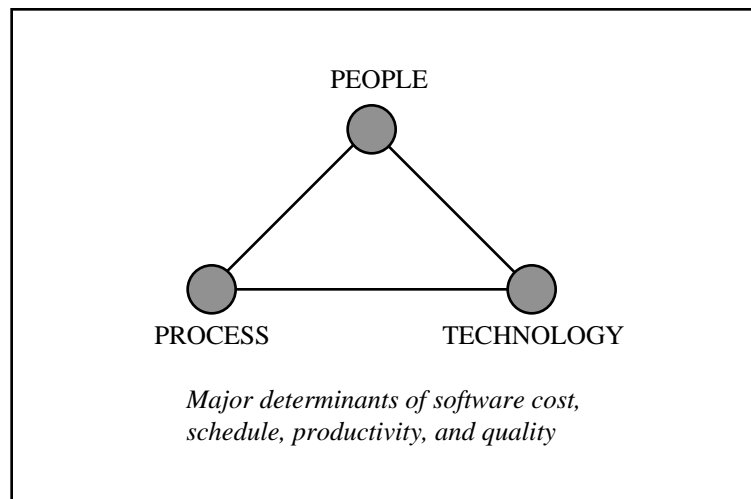 PEOPLE
PROCESS
TECHNOLOGY
Major determinants of software cost,
schedule, productivity, and quality